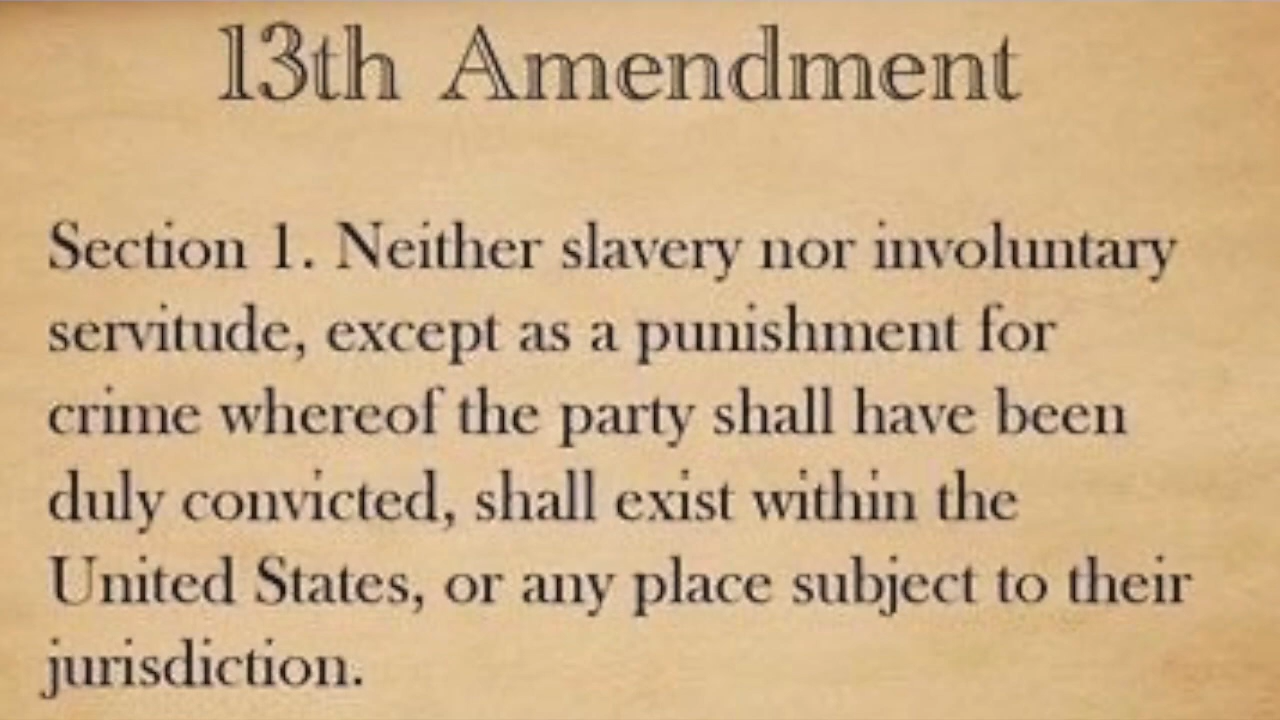 13th Amendment
Section 1. Neither slavery nor involuntary
servitude, except as a punishment for
crime whereof the party shall have been
duly convicted, shall exist within the
United States, or any place subject to their
jurisdiction.